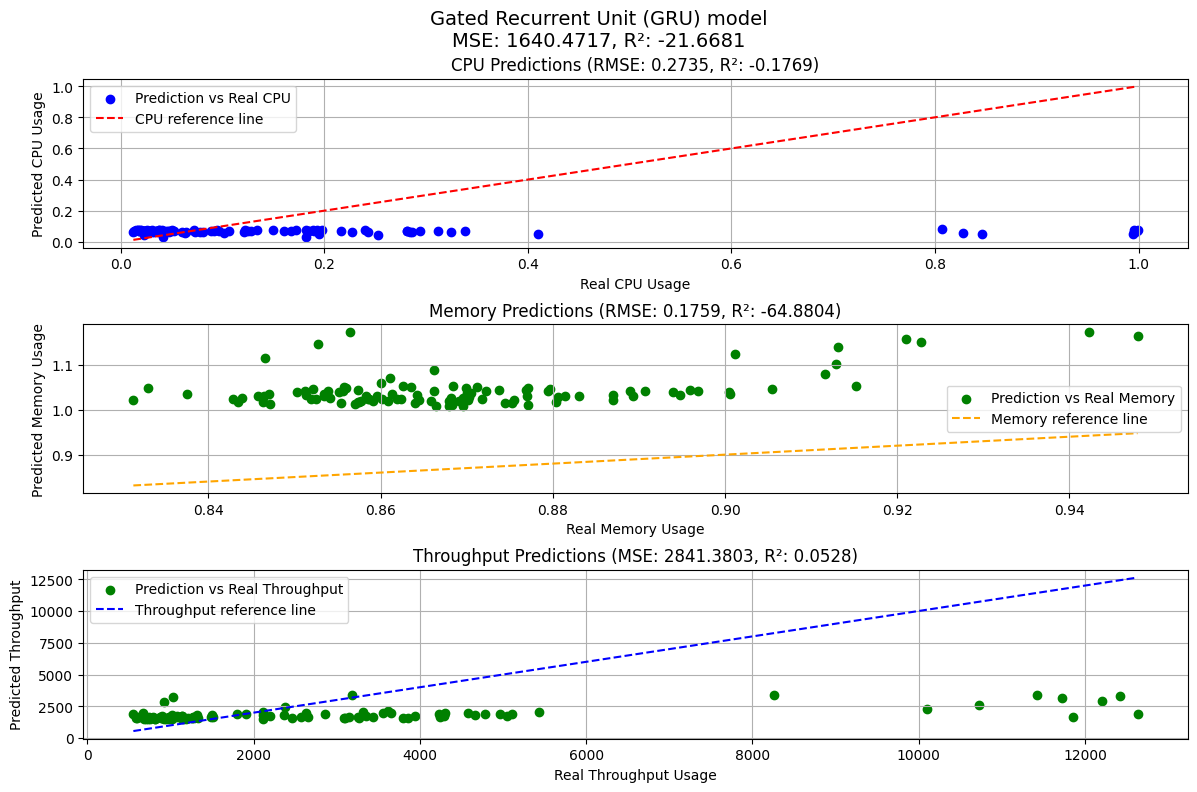 Gated Recurrent Unit (GRU) model
MSE: 1640.4717, R²: -21.6681
CPU Predictions (RMSE: 0.2735, R²: -0.1769)
Predicted CPU Usage
1.0
0.8
0.6
0.4
0.2
0.0
Prediction vs Real CPU
CPU reference line
0.0 0.2 0.4 0.6 0.8 1.0
Real CPU Usage
Memory Predictions (RMSE: 0.1759, R²: -64.8804)
Predicted Memory Usage
1.1
1.0
0.9
Prediction vs Real Memory
Memory reference line
0.84 0.86 0.88 0.90 0.92 0.94
Real Memory Usage
Throughput Predictions (MSE: 2841.3803, R²: 0.0528)
Predicted Throughput
12500
10000
7500
5000
2500
0
Prediction vs Real Throughput
Throughput reference line
0 2000 4000 6000 8000 10000 12000
Real Throughput Usage